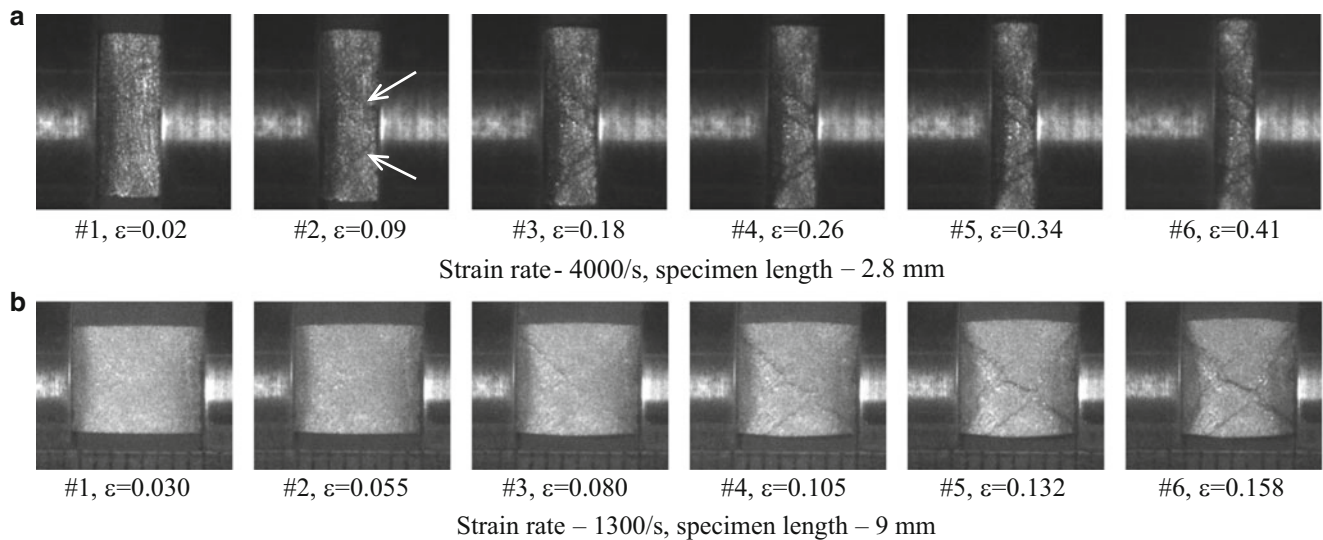 a
#1, ε=0.02 #2, ε=0.09 #3, ε=0.18 #4, ε=0.26 #5, ε=0.34 #6, ε=0.41
Strain rate - 4000/s, specimen length – 2.8 mm
b
#1, ε=0.030 #2, ε=0.055 #3, ε=0.080 #4, ε=0.105 #5, ε=0.132 #6, ε=0.158
Strain rate – 1300/s, specimen length – 9 mm